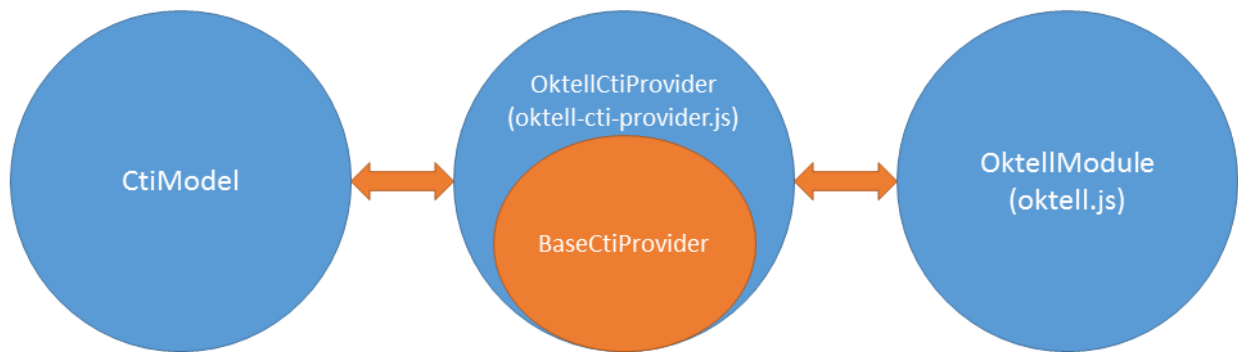 CtiModel
OktellCtiProvider
(oktell-cti-provider.js)
BaseCtiProvider
OktellModule
(oktell.js)